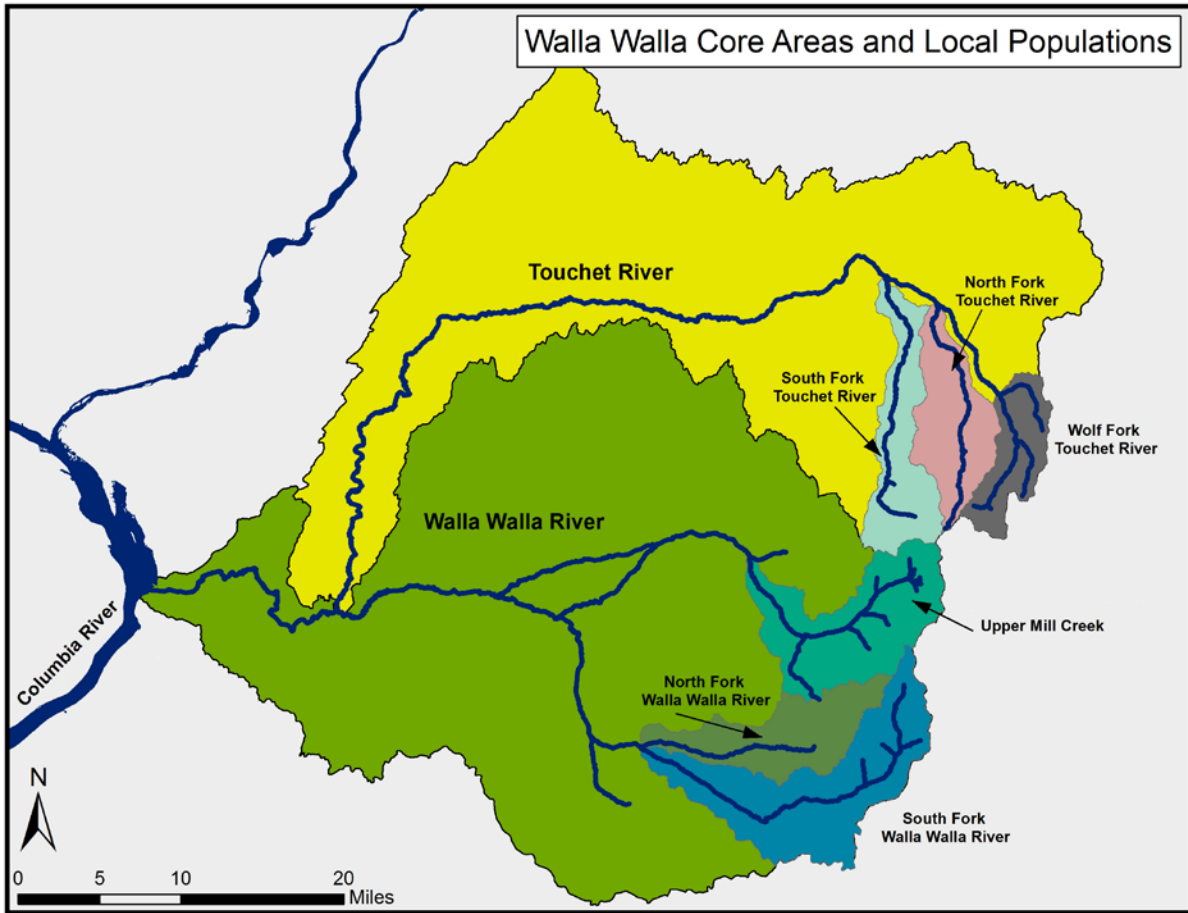 Walla Walla Core Areas and Local Populations
Touchet River
North Fork
Touchet River
South Fork
Touchet River
Wolf Fork
Touchet River
Walla Walla River
Columbia River
Upper Mill Creek
North Fork
Walla Walla River
South Fork
Walla Walla River
N
0 5 10 20
Miles